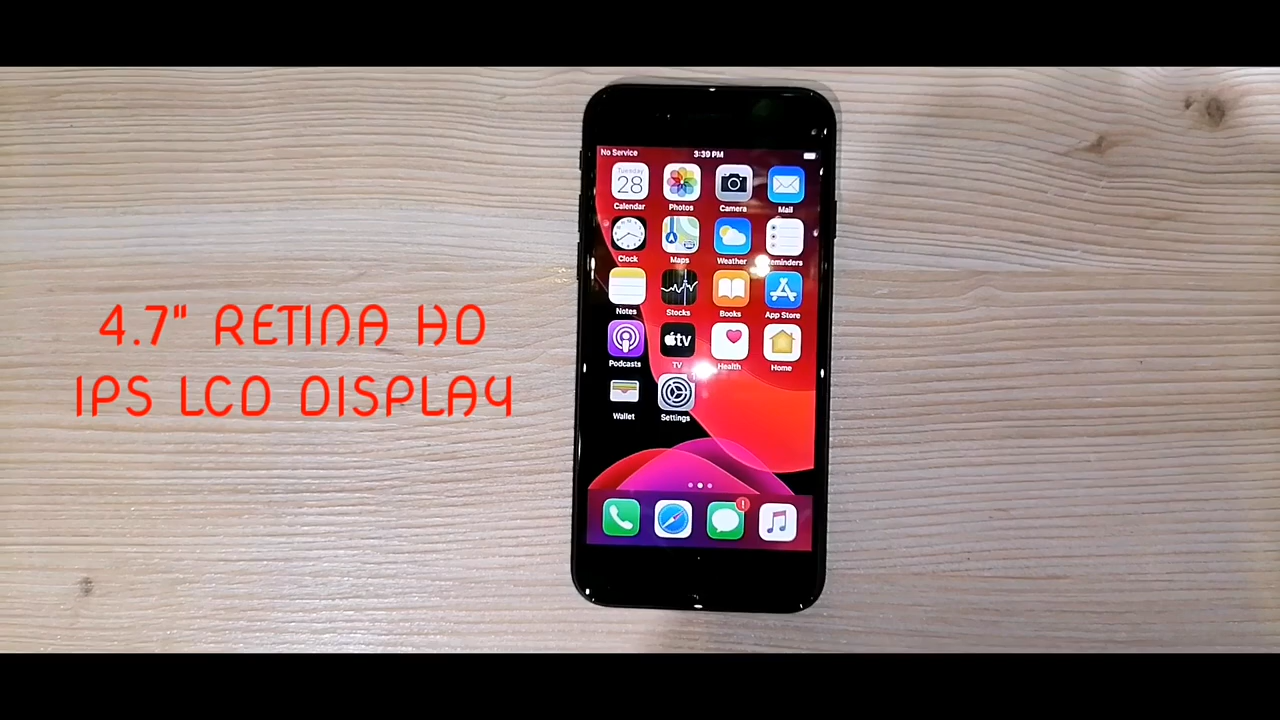 No Service 3:39 PM
Tuesday
28
Calendar Photos Camera Mail
Clock Maps Weather Reminders
Notes Stocks Books App Store
tv
Podcasts TV Health Home
Wallet Settings
4.7" RETINA HD
IPS LCD DISPLAY